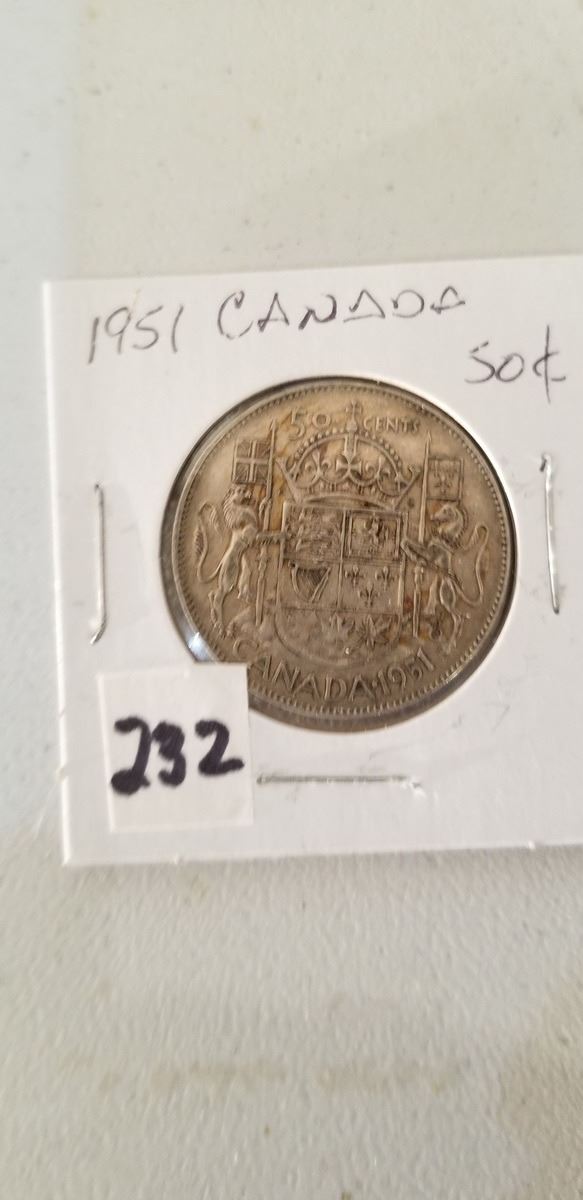 1951 CANADA
50¢
50 CENTS
CANADA 1951
232